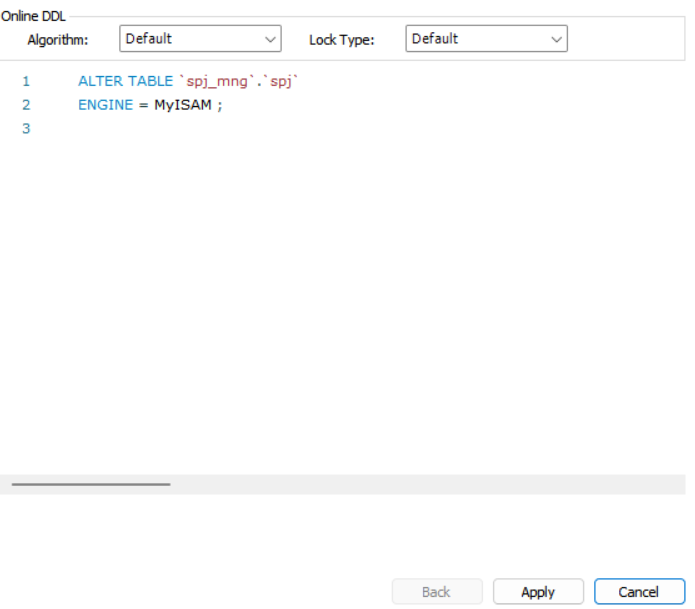 Online DDL
Algorithm: Default Lock Type: Default
1 ALTER TABLE `spj_mng`.`spj`
2 ENGINE = MyISAM ;
3
Back Apply Cancel